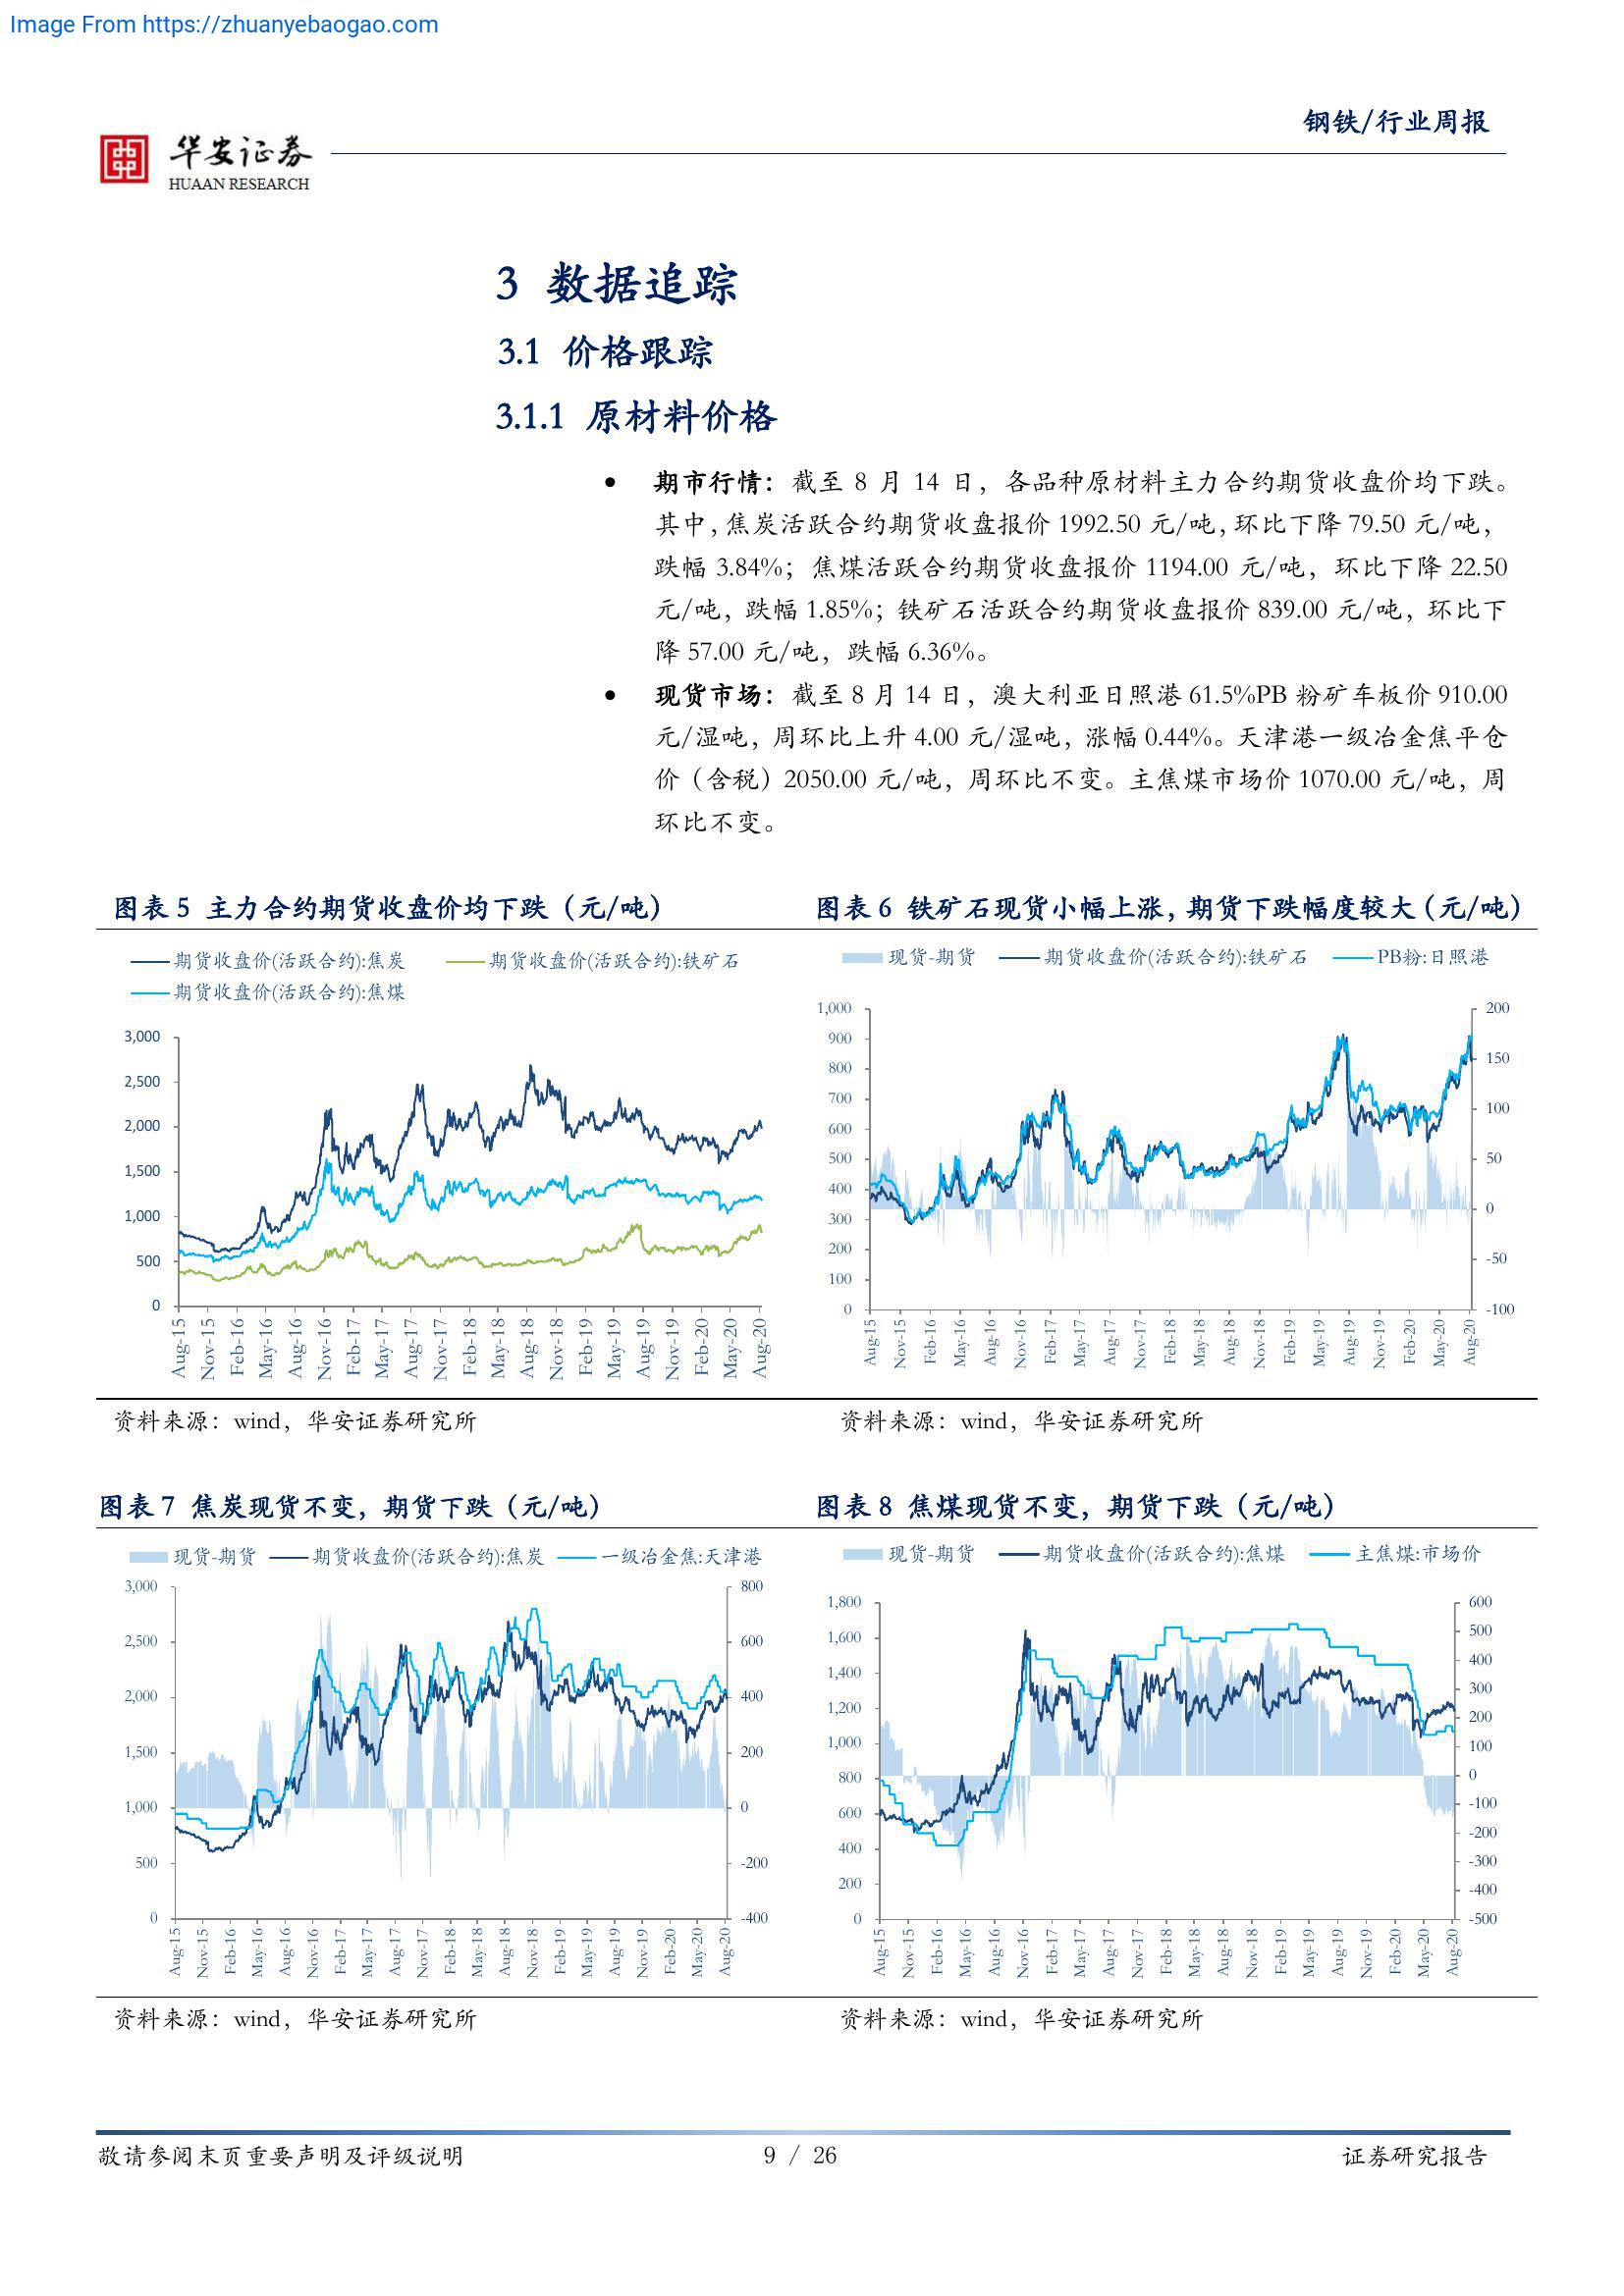 Image From https://zhuanyebaogao.com
钢铁/行业周报
华安证券
HUAAN RESEARCH
3 数据追踪
3.1 价格跟踪
3.1.1 原材料价格
• 期市行情：截至 8 月 14 日，各品种原材料主力合约期货收盘价均下跌。
其中，焦炭活跃合约期货收盘报价 1992.50 元/吨，环比下降 79.50 元/吨，
跌幅 3.84%；焦煤活跃合约期货收盘报价 1194.00 元/吨，环比下降 22.50
元/吨，跌幅 1.85%；铁矿石活跃合约期货收盘报价 839.00 元/吨，环比下
降 57.00 元/吨，跌幅 6.36%。
• 现货市场：截至 8 月 14 日，澳大利亚日照港 61.5%PB 粉矿车板价 910.00
元/湿吨，周环比上升 4.00 元/湿吨，涨幅 0.44%。天津港一级冶金焦平仓
价（含税）2050.00 元/吨，周环比不变。主焦煤市场价 1070.00 元/吨，周
环比不变。
图表 5 主力合约期货收盘价均下跌（元/吨）
期货收盘价(活跃合约):焦炭 期货收盘价(活跃合约):铁矿石
期货收盘价(活跃合约):焦煤
3,000
2,500
2,000
1,500
1,000
500
0
Aug-15 Nov-15 Feb-16 May-16 Aug-16 Nov-16 Feb-17 May-17 Aug-17 Nov-17 Feb-18 May-18 Aug-18 Nov-18 Feb-19 May-19 Aug-19 Nov-19 Feb-20 May-20 Aug-20
资料来源：wind，华安证券研究所
图表 6 铁矿石现货小幅上涨，期货下跌幅度较大（元/吨）
现货-期货 期货收盘价(活跃合约):铁矿石 PB粉:日照港
1,000
900
800
700
600
500
400
300
200
100
0
200
150
100
50
0
-50
-100
Aug-15 Nov-15 Feb-16 May-16 Aug-16 Nov-16 Feb-17 May-17 Aug-17 Nov-17 Feb-18 May-18 Aug-18 Nov-18 Feb-19 May-19 Aug-19 Nov-19 Feb-20 May-20 Aug-20
资料来源：wind，华安证券研究所
图表 7 焦炭现货不变，期货下跌（元/吨）
现货-期货 期货收盘价(活跃合约):焦炭 一级冶金焦:天津港
3,000
2,500
2,000
1,500
1,000
500
0
800
600
400
200
0
-200
-400
Aug-15 Nov-15 Feb-16 May-16 Aug-16 Nov-16 Feb-17 May-17 Aug-17 Nov-17 Feb-18 May-18 Aug-18 Nov-18 Feb-19 May-19 Aug-19 Nov-19 Feb-20 May-20 Aug-20
资料来源：wind，华安证券研究所
图表 8 焦煤现货不变，期货下跌（元/吨）
现货-期货 期货收盘价(活跃合约):焦煤 主焦煤:市场价
1,800
1,600
1,400
1,200
1,000
800
600
400
200
0
600
500
400
300
200
100
0
-100
-200
-300
-400
-500
Aug-15 Nov-15 Feb-16 May-16 Aug-16 Nov-16 Feb-17 May-17 Aug-17 Nov-17 Feb-18 May-18 Aug-18 Nov-18 Feb-19 May-19 Aug-19 Nov-19 Feb-20 May-20 Aug-20
资料来源：wind，华安证券研究所
敬请参阅末页重要声明及评级说明 9 / 26 证券研究报告